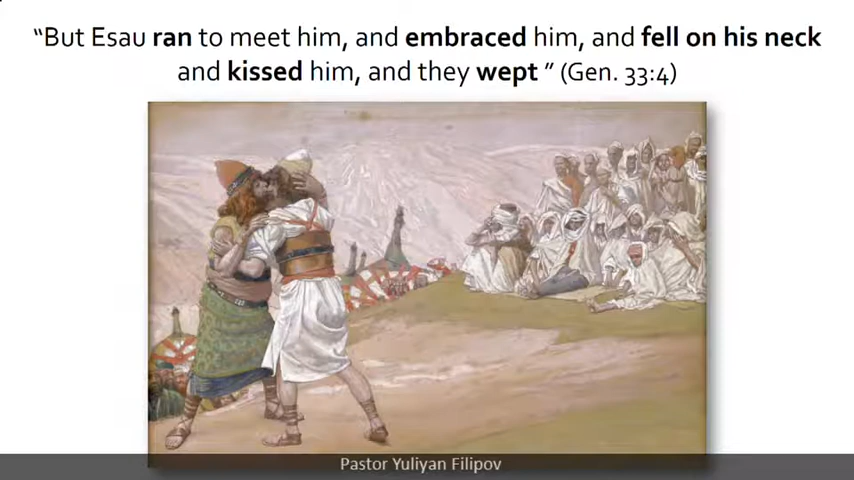 “But Esau ran to meet him, and embraced him, and fell on his neck
and kissed him, and they wept ” (Gen. 33:4)
Pastor Yuliyan Filipov